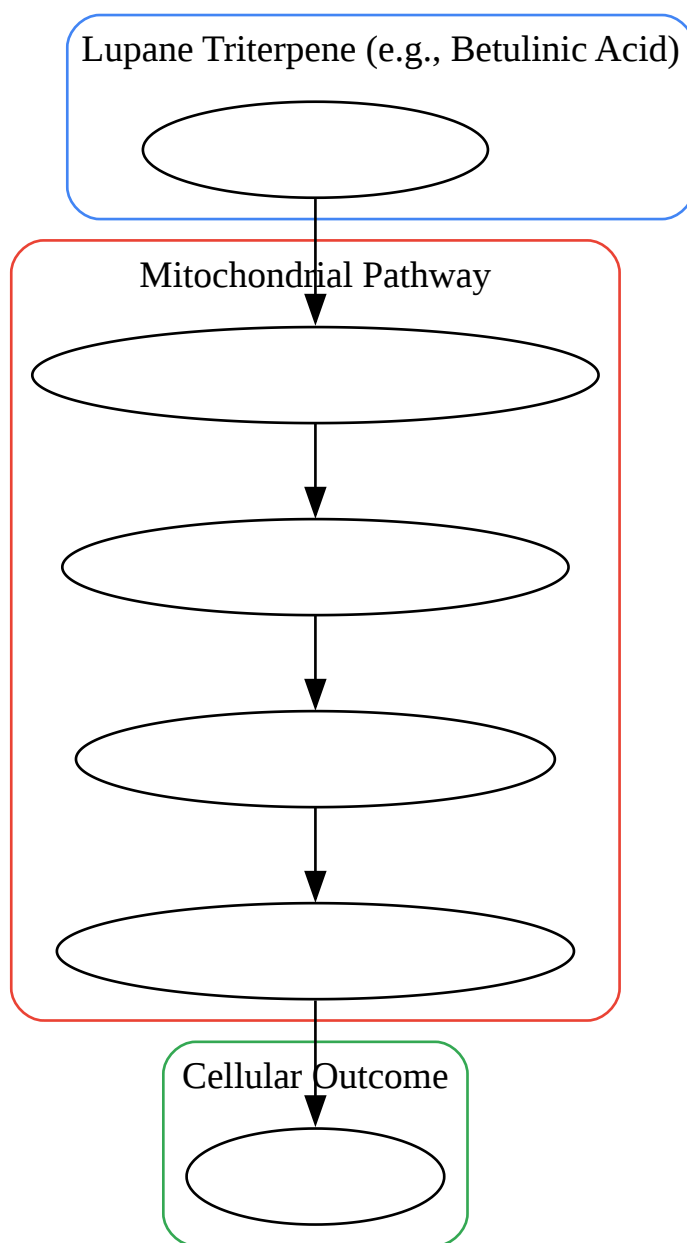 Lupane Triterpene (e.g., Betulinic Acid)
Mitochondrial Pathway
Cellular Outcome